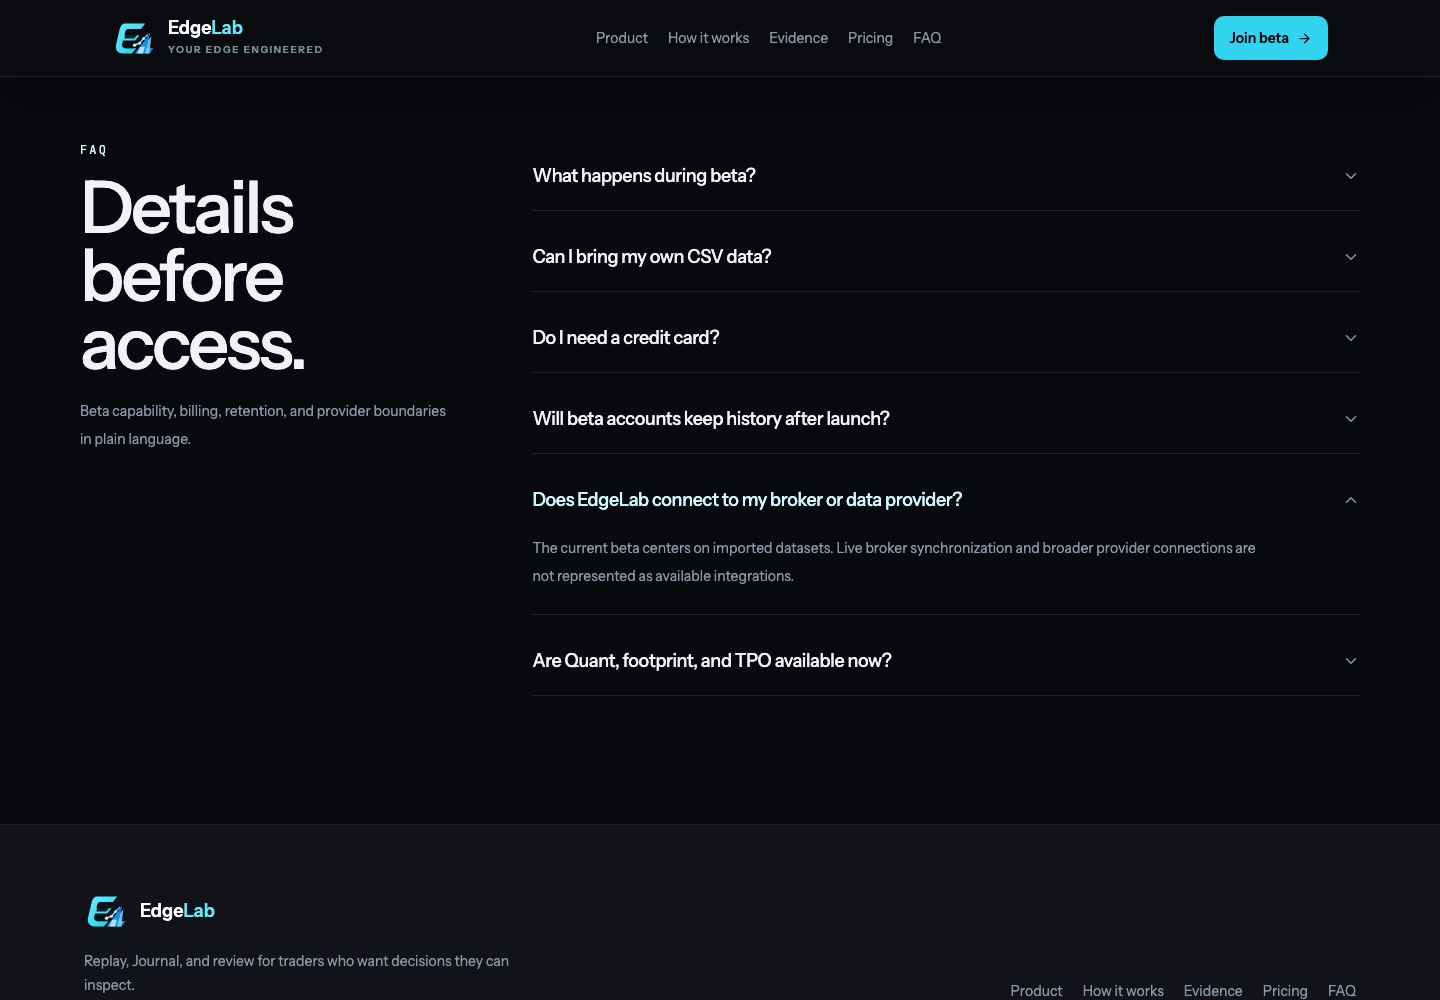 EdgeLab
YOUR EDGE ENGINEERED
Product How it works Evidence Pricing FAQ
Join beta
FAQ
Details
before
access.
Beta capability, billing, retention, and provider boundaries
in plain language.
What happens during beta?
Can I bring my own CSV data?
Do I need a credit card?
Will beta accounts keep history after launch?
Does EdgeLab connect to my broker or data provider?
The current beta centers on imported datasets. Live broker synchronization and broader provider connections are
not represented as available integrations.
Are Quant, footprint, and TPO available now?
EdgeLab
Replay, Journal, and review for traders who want decisions they can
inspect.
Product How it works Evidence Pricing FAQ